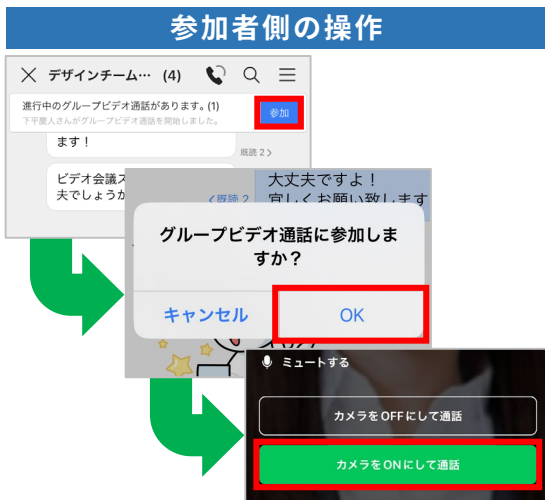 参加者側の操作
デザインチーム… (4)
進行中のグループビデオ通話があります。(1)
下平慶人さんがグループビデオ通話を開始しました。
参加
ます！
既読 2
ビデオ会議ス
夫でしょうか
既読 2
大丈夫ですよ！
宜しくお願い致します
グループビデオ通話に参加しま
すか？
キャンセル
OK
ミュートする
カメラをOFFにして通話
カメラをONにして通話